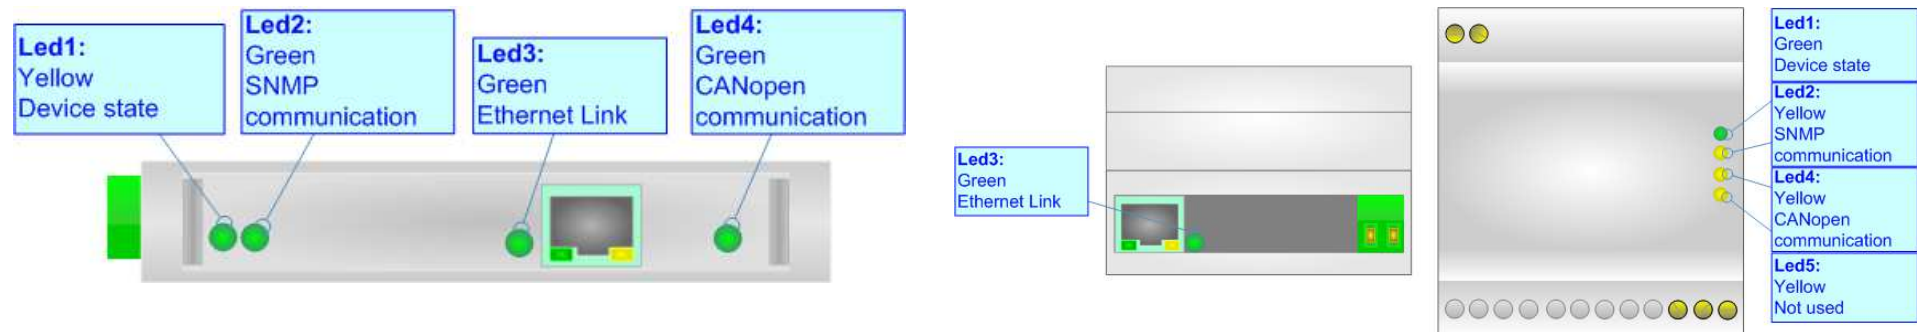 Led1:
Yellow
Device state
Led2:
Green
SNMP
communication
Led3:
Green
Ethernet Link
Led4:
Green
CANopen
communication
Led3:
Green
Ethernet Link
Led1:
Green
Device state
Led2:
Yellow
SNMP
communication
Led4:
Yellow
CANopen
communication
Led5:
Yellow
Not used